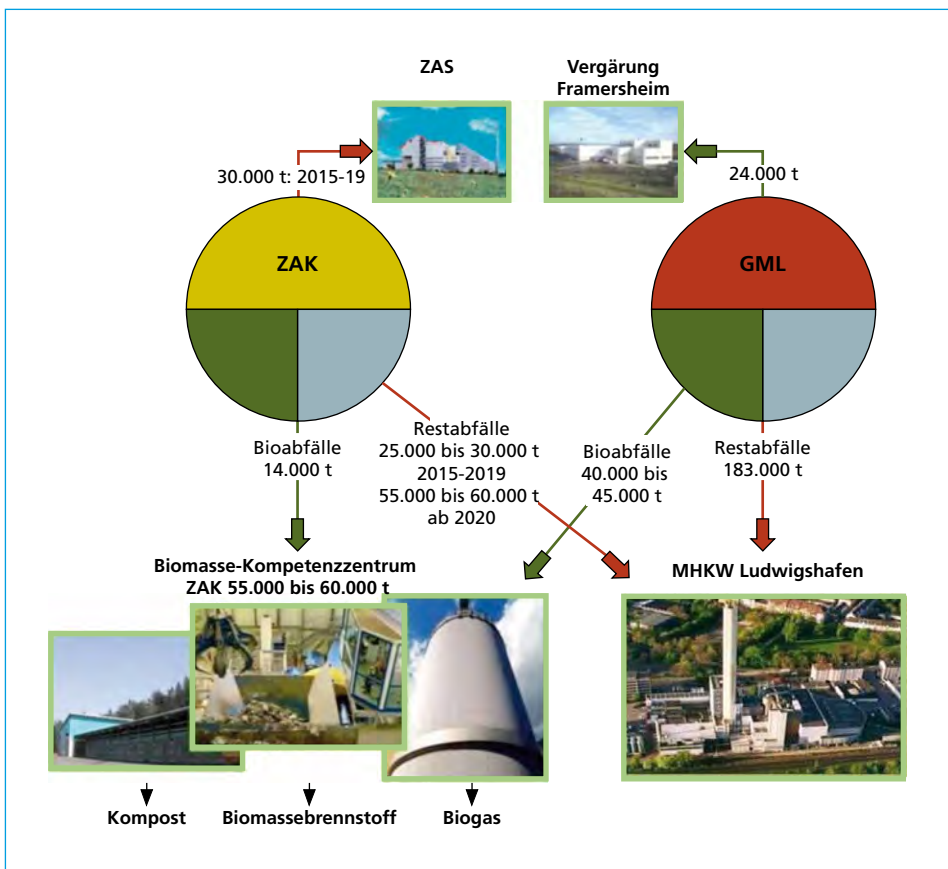 ZAS
Vergärung
Framersheim
30.000 t: 2015-19
24.000 t
ZAK
GML
Bioabfälle
14.000 t
Restabfälle
25.000 bis 30.000 t
2015-2019
55.000 bis 60.000 t
ab 2020
Bioabfälle
40.000 bis
45.000 t
Restabfälle
183.000 t
Biomasse-Kompetenzzentrum
ZAK 55.000 bis 60.000 t
MHKW Ludwigshafen
Kompost
Biomassebrennstoff
Biogas